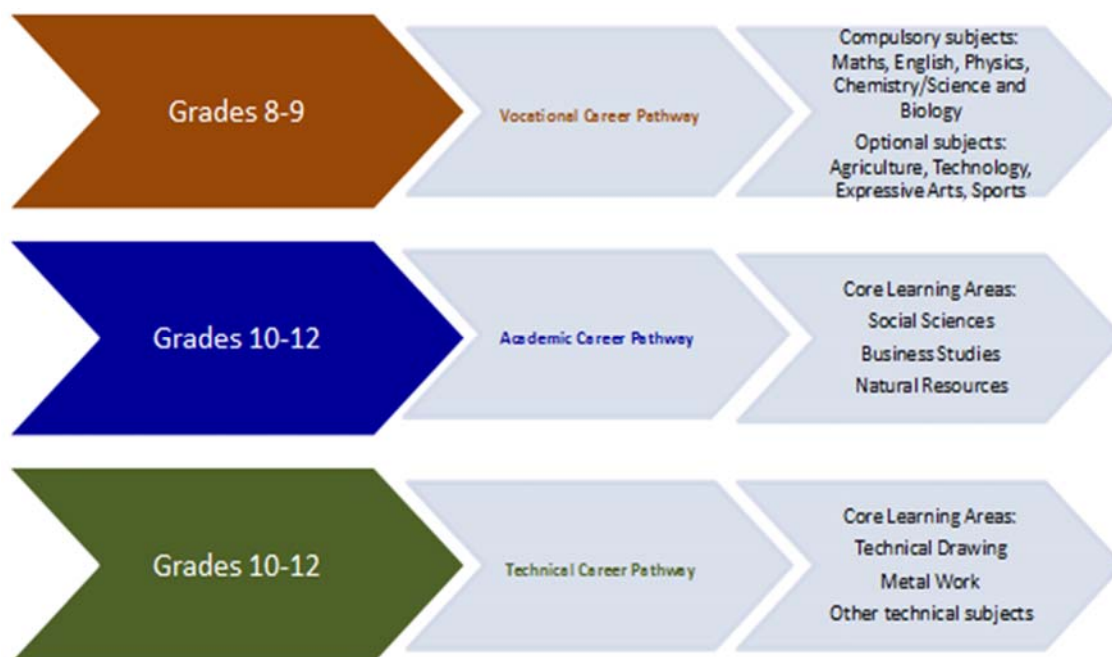 Grades 8-9
Vocational Career Pathway
Compulsory subjects:
Maths, English, Physics,
Chemistry/Science and
Biology
Optional subjects:
Agriculture, Technology,
Expressive Arts, Sports
Grades 10-12
Academic Career Pathway
Core Learning Areas:
Social Sciences
Business Studies
Natural Resources
Grades 10-12
Technical Career Pathway
Core Learning Areas:
Technical Drawing
Metal Work
Other technical subjects